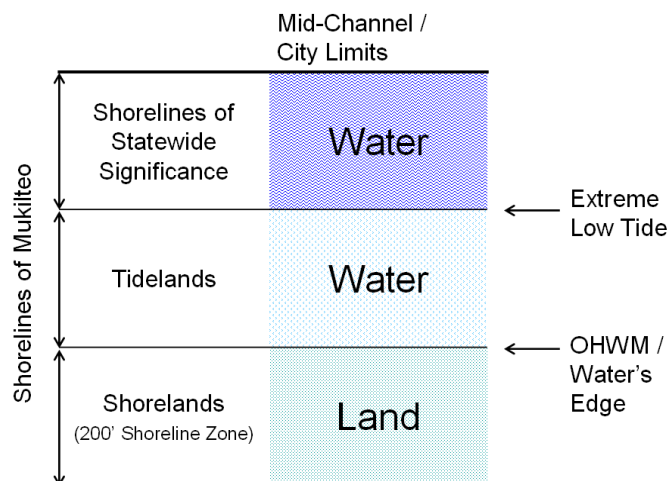 Mid-Channel /
City Limits
Shorelines of Mukilteo
Shorelines of
Statewide
Significance
Water
Extreme
Low Tide
Tidelands
Water
OHWM /
Water's
Edge
Shorelands
(200' Shoreline Zone)
Land